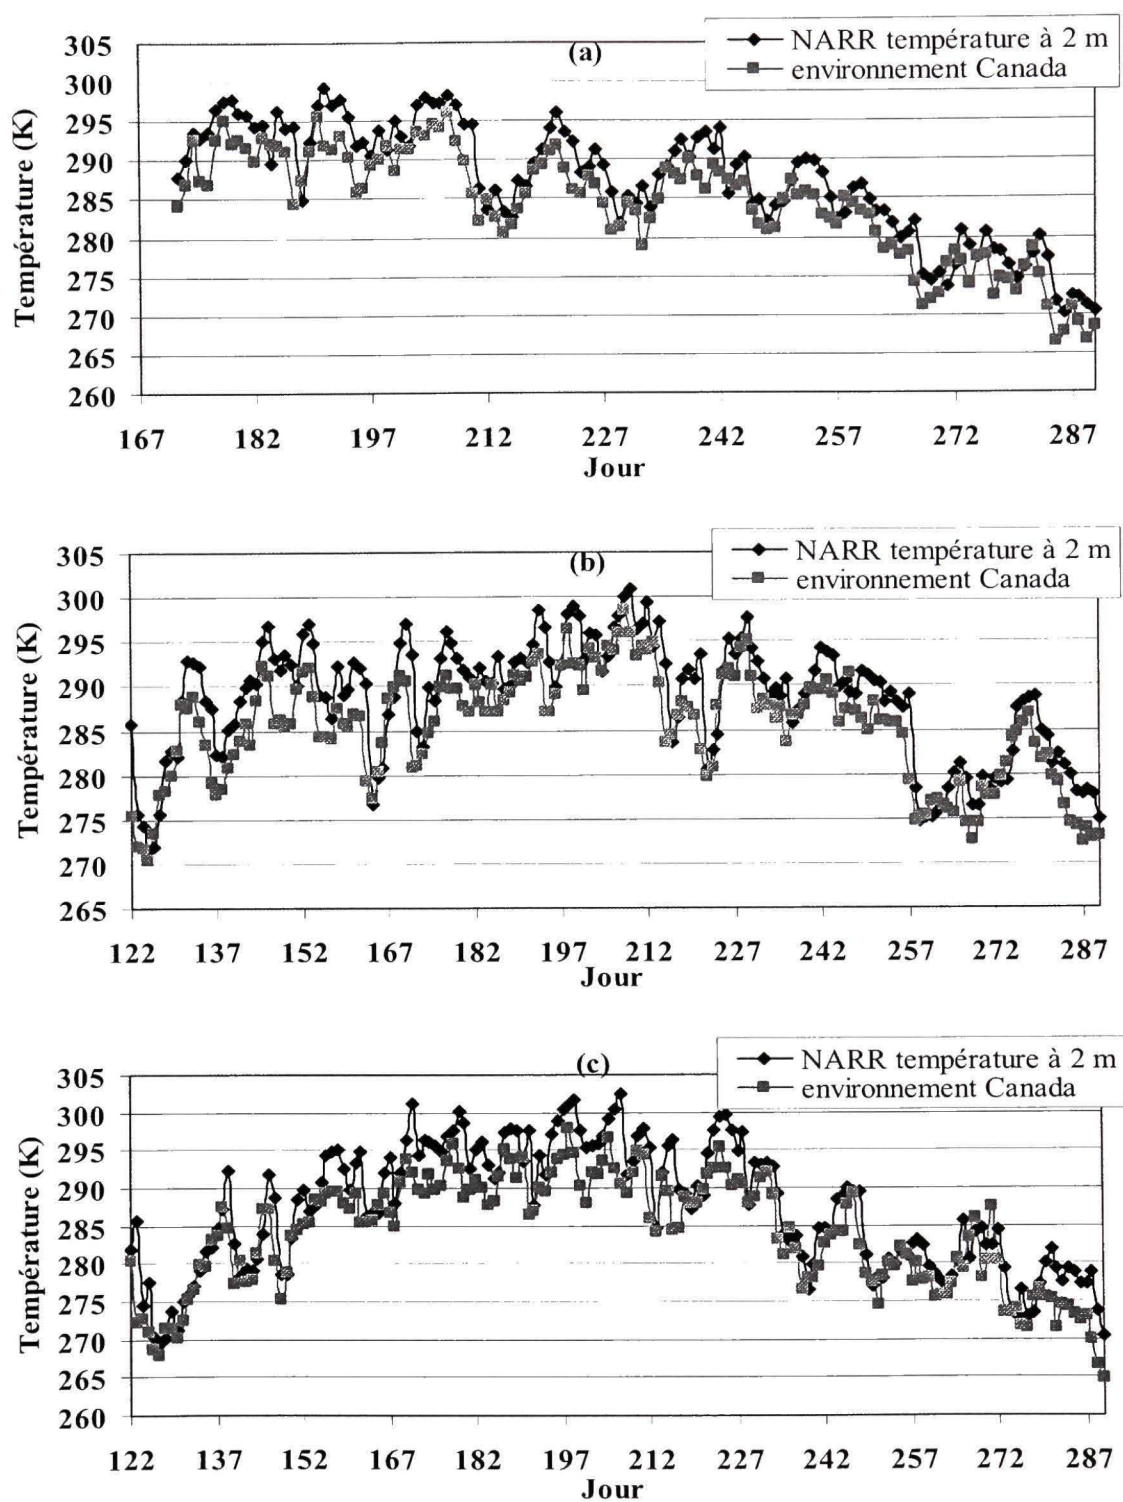 (a)
NARR température à 2 m
environnement Canada
Température (K)
305
300
295
290
285
280
275
270
265
260
167 182 197 212 227 242 257 272 287
Jour
(b)
NARR température à 2 m
environnement Canada
Température (K)
305
300
295
290
285
280
275
270
265
122 137 152 167 182 197 212 227 242 257 272 287
Jour
(c)
NARR température à 2 m
environnement Canada
Température (K)
305
300
295
290
285
280
275
270
265
260
122 137 152 167 182 197 212 227 242 257 272 287
Jour